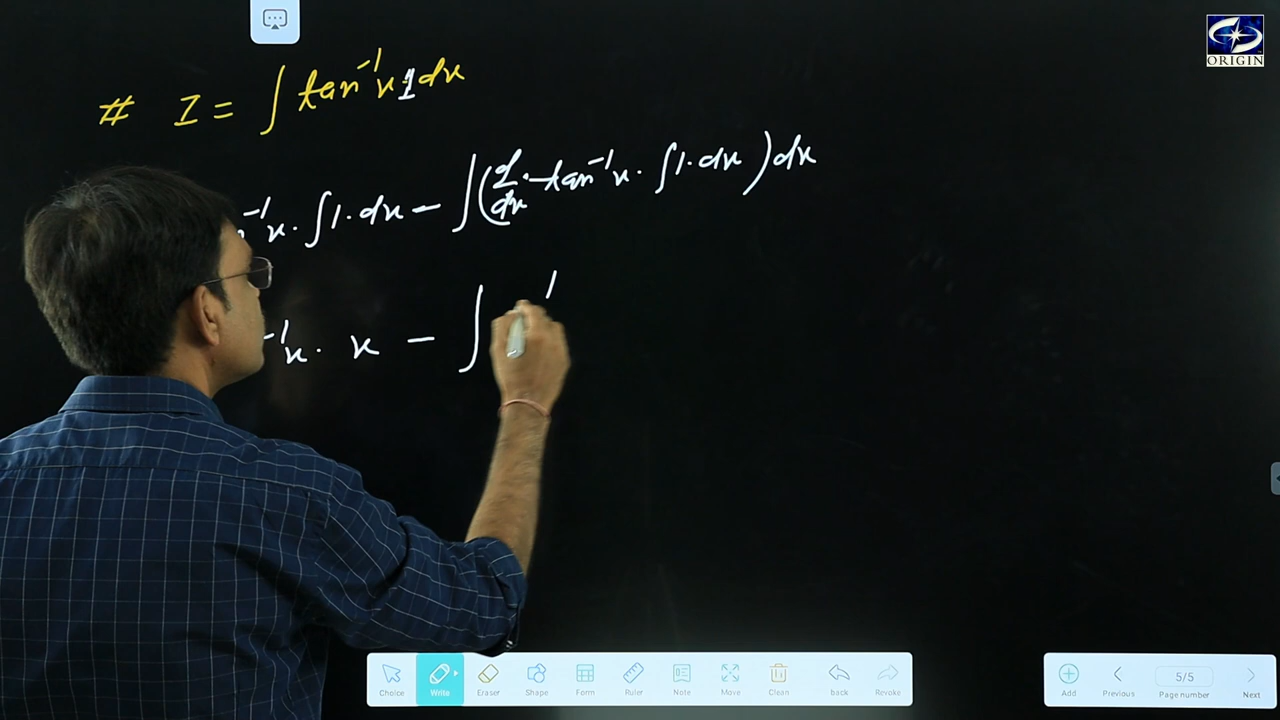 ORIGIN
# I = ∫ tan⁻¹x · 1 dx
⁻¹x · ∫1 · dx − ∫(d/dx · tan⁻¹x · ∫1 · dx) dx
⁻¹x · x − ∫ 1
Choice Write Eraser Shape Form Ruler Note Move Clean back Revoke
Add Previous 5/5 Page number Next